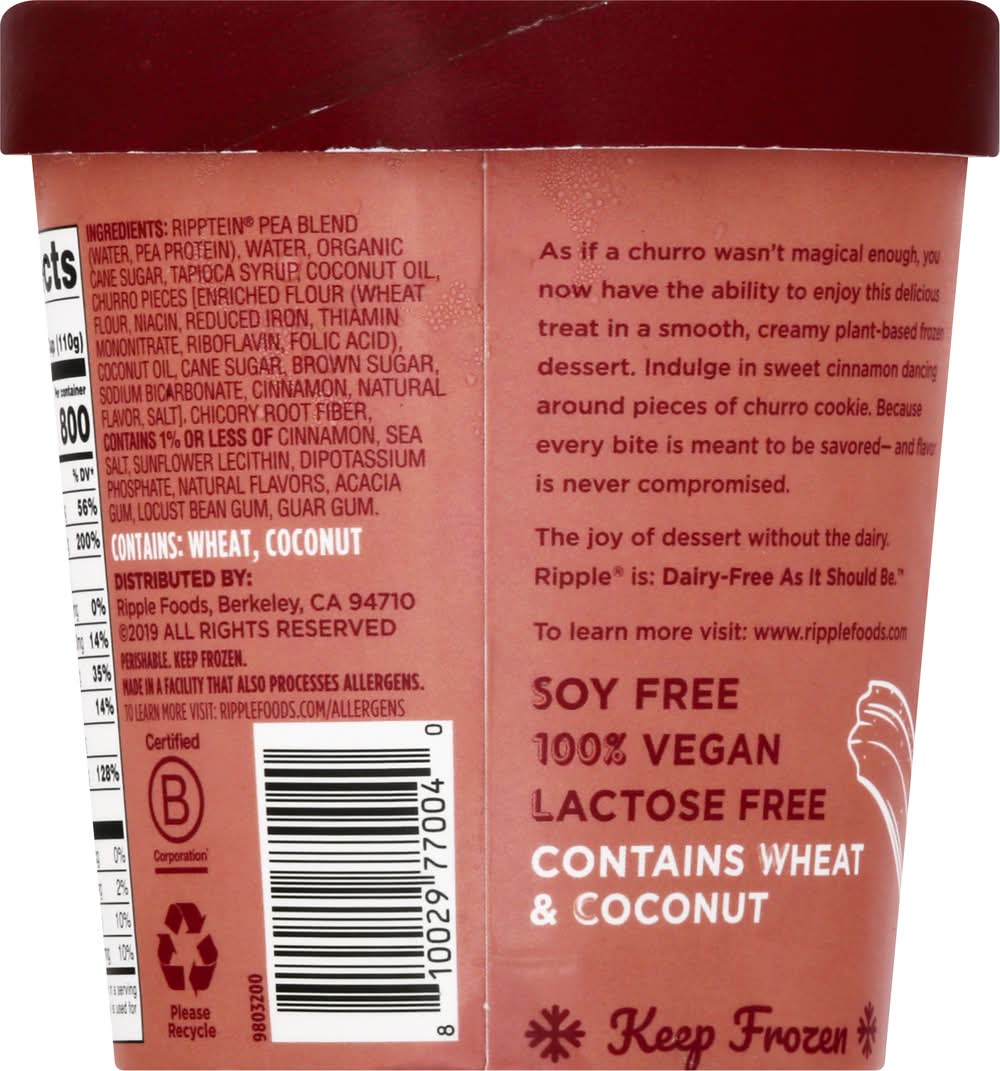 cts
(110g)
Per container
800
% DV*
56%
200%
0%
14%
35%
14%
128%
0%
2%
10%
10%
in a serving
is used for
INGREDIENTS: RIPPTEIN® PEA BLEND
(WATER, PEA PROTEIN), WATER, ORGANIC
CANE SUGAR, TAPIOCA SYRUP, COCONUT OIL,
CHURRO PIECES [ENRICHED FLOUR (WHEAT
FLOUR, NIACIN, REDUCED IRON, THIAMIN
MONONITRATE, RIBOFLAVIN, FOLIC ACID),
COCONUT OIL, CANE SUGAR, BROWN SUGAR,
SODIUM BICARBONATE, CINNAMON, NATURAL
FLAVOR, SALT], CHICORY ROOT FIBER,
CONTAINS 1% OR LESS OF CINNAMON, SEA
SALT, SUNFLOWER LECITHIN, DIPOTASSIUM
PHOSPHATE, NATURAL FLAVORS, ACACIA
GUM, LOCUST BEAN GUM, GUAR GUM.
CONTAINS: WHEAT, COCONUT
DISTRIBUTED BY:
Ripple Foods, Berkeley, CA 94710
©2019 ALL RIGHTS RESERVED
PERISHABLE. KEEP FROZEN.
MADE IN A FACILITY THAT ALSO PROCESSES ALLERGENS.
TO LEARN MORE VISIT: RIPPLEFOODS.COM/ALLERGENS
Certified
B
Corporation
Please
Recycle
9803200
8 10029 77004 0
As if a churro wasn't magical enough, you
now have the ability to enjoy this delicious
treat in a smooth, creamy plant-based frozen
dessert. Indulge in sweet cinnamon dancing
around pieces of churro cookie. Because
every bite is meant to be savored—and flavor
is never compromised.
The joy of dessert without the dairy.
Ripple® is: Dairy-Free As It Should Be.™
To learn more visit: www.ripplefoods.com
SOY FREE
100% VEGAN
LACTOSE FREE
CONTAINS WHEAT
& COCONUT
Keep Frozen